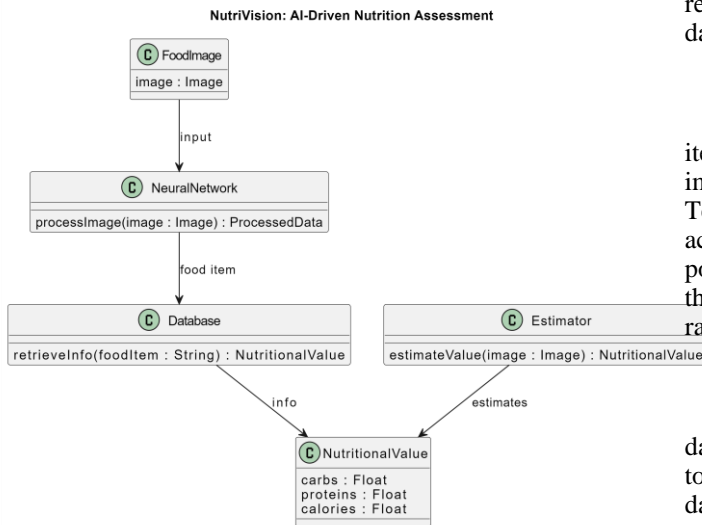 NutriVision: AI-Driven Nutrition Assessment
C FoodImage
image : Image
input
C NeuralNetwork
processImage(image : Image) : ProcessedData
food item
C Database
retrieveInfo(foodItem : String) : NutritionalValue
C Estimator
estimateValue(image : Image) : NutritionalValue
info
estimates
C NutritionalValue
carbs : Float
proteins : Float
calories : Float